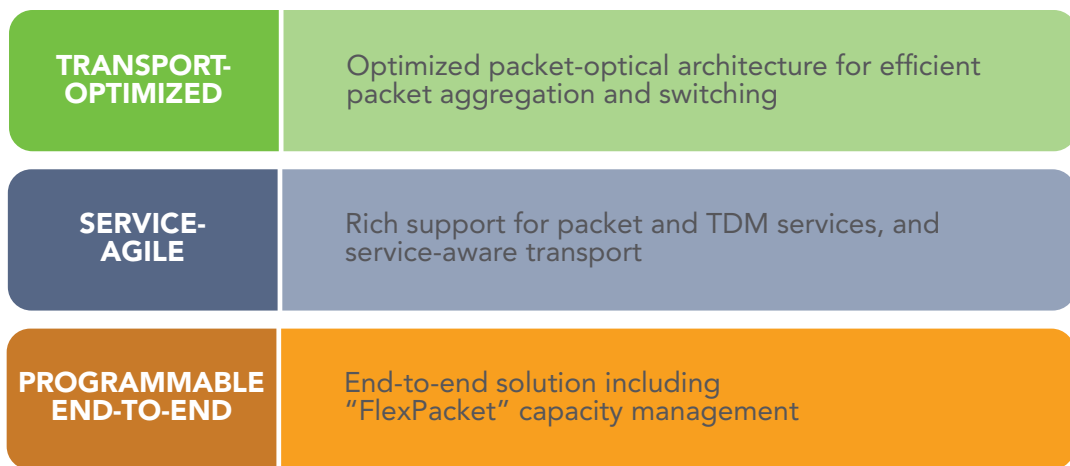 TRANSPORT-
OPTIMIZED
Optimized packet-optical architecture for efficient
packet aggregation and switching
SERVICE-
AGILE
Rich support for packet and TDM services, and
service-aware transport
PROGRAMMABLE
END-TO-END
End-to-end solution including
“FlexPacket” capacity management